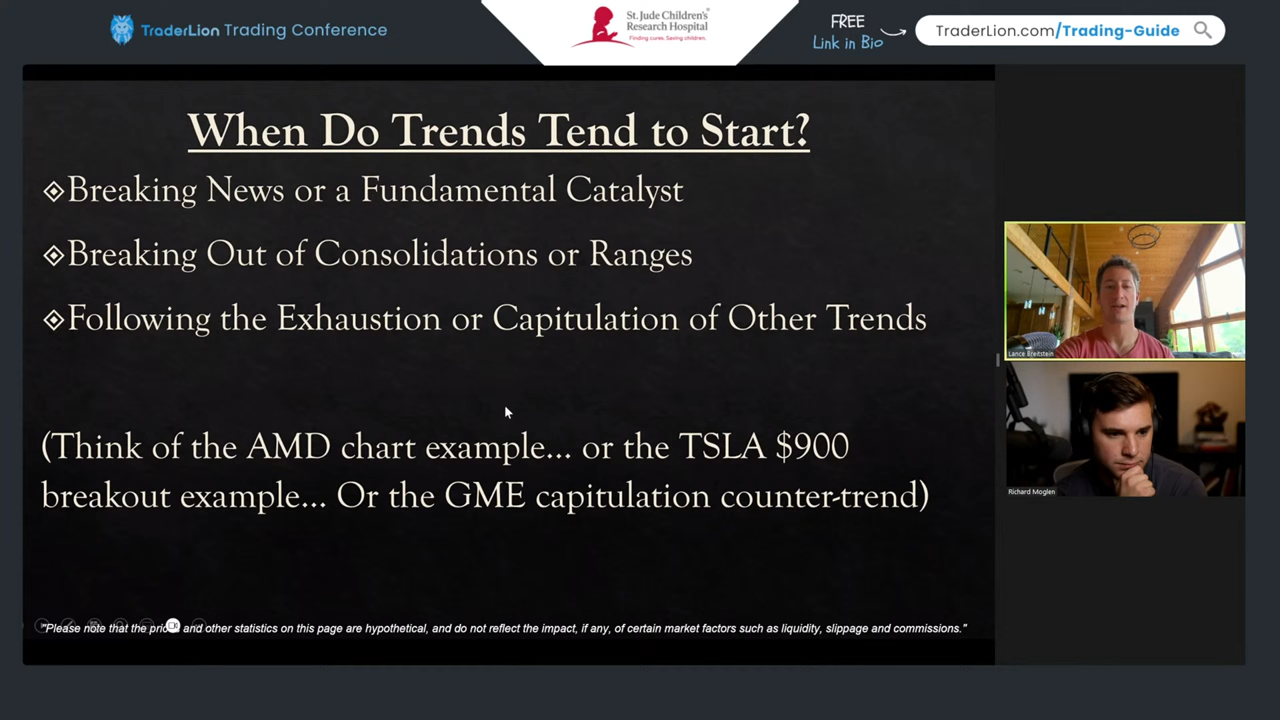 TraderLion Trading Conference
St. Jude Children's
Research Hospital
Finding cures. Saving children.
FREE
Link in Bio
TraderLion.com/Trading-Guide
When Do Trends Tend to Start?
Breaking News or a Fundamental Catalyst
Breaking Out of Consolidations or Ranges
Following the Exhaustion or Capitulation of Other Trends
(Think of the AMD chart example... or the TSLA $900
breakout example... Or the GME capitulation counter-trend)
"Please note that the prices and other statistics on this page are hypothetical, and do not reflect the impact, if any, of certain market factors such as liquidity, slippage and commissions."
Lance Breitstein
Richard Moglen